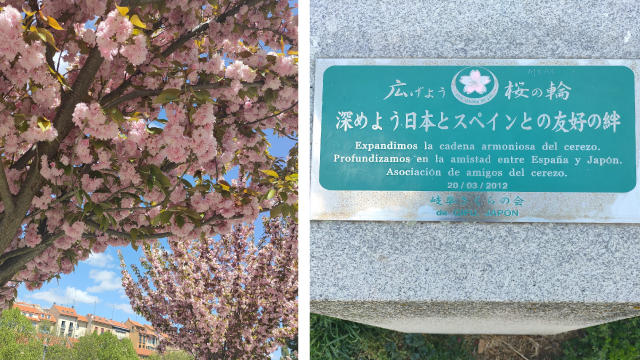 広げよう 桜の輪
深めよう日本とスペインとの友好の絆
Expandimos la cadena armoniosa del cerezo.
Profundizamos en la amistad entre España y Japón.
Asociación de amigos del cerezo.
20/03/2012
の会
JAPON